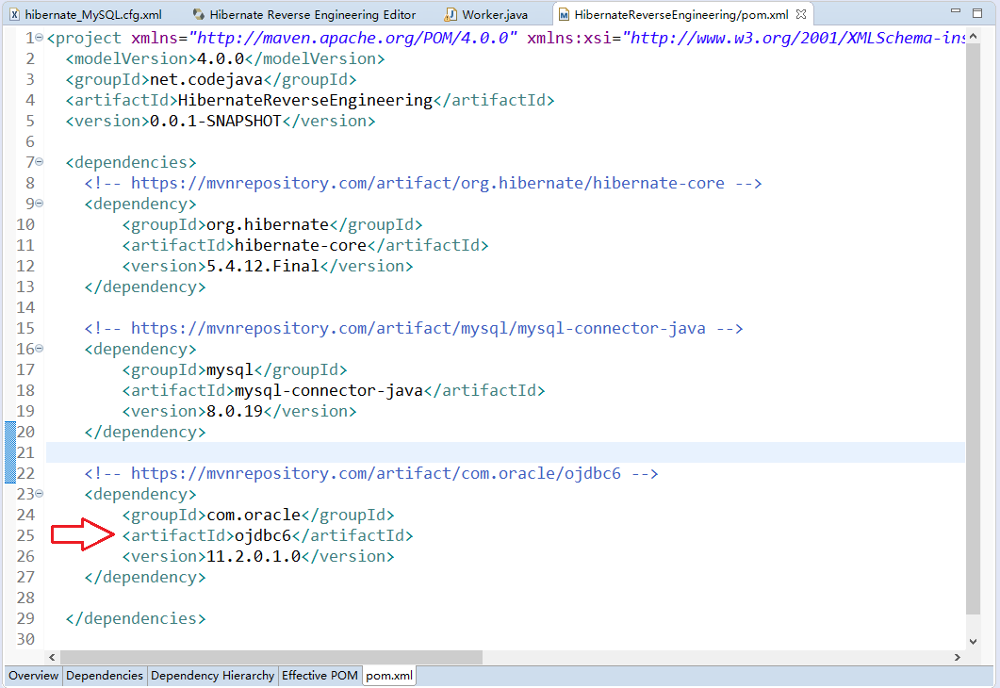 hibernate_MySQL.cfg.xml Hibernate Reverse Engineering Editor Worker.java HibernateReverseEngineering/pom.xml
1 <project xmlns="http://maven.apache.org/POM/4.0.0" xmlns:xsi="http://www.w3.org/2001/XMLSchema-ins
2 <modelVersion>4.0.0</modelVersion>
3 <groupId>net.codejava</groupId>
4 <artifactId>HibernateReverseEngineering</artifactId>
5 <version>0.0.1-SNAPSHOT</version>
6
7 <dependencies>
8 <!-- https://mvnrepository.com/artifact/org.hibernate/hibernate-core -->
9 <dependency>
10 <groupId>org.hibernate</groupId>
11 <artifactId>hibernate-core</artifactId>
12 <version>5.4.12.Final</version>
13 </dependency>
14
15 <!-- https://mvnrepository.com/artifact/mysql/mysql-connector-java -->
16 <dependency>
17 <groupId>mysql</groupId>
18 <artifactId>mysql-connector-java</artifactId>
19 <version>8.0.19</version>
20 </dependency>
21
22 <!-- https://mvnrepository.com/artifact/com.oracle/ojdbc6 -->
23 <dependency>
24 <groupId>com.oracle</groupId>
25 <artifactId>ojdbc6</artifactId>
26 <version>11.2.0.1.0</version>
27 </dependency>
28
29 </dependencies>
30
Overview Dependencies Dependency Hierarchy Effective POM pom.xml